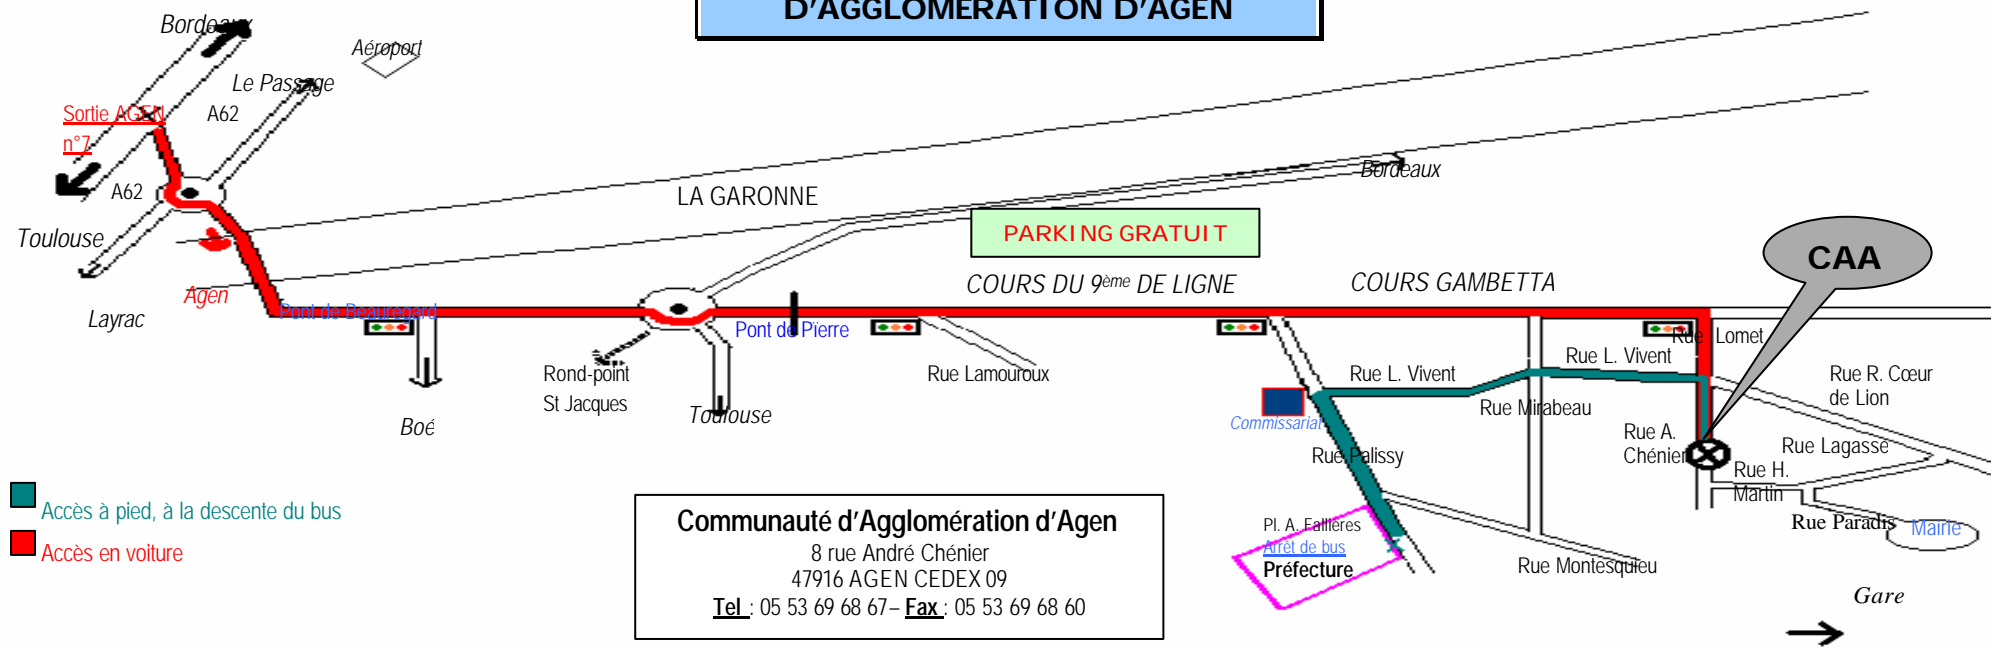 D'AGGLOMERATION D'AGEN
Bordeaux
Aéroport
Le Passage
Sortie AGEN
n°7
A62
A62
Toulouse
Layrac
Agen
LA GARONNE
Bordeaux
PARKING GRATUIT
CAA
COURS DU 9ème DE LIGNE
COURS GAMBETTA
Pont de Beauregard
Pont de Pïerre
Rue Lomet
Rue L. Vivent
Rue L. Vivent
Rue R. Cœur
de Lion
Rond-point
St Jacques
Rue Lamouroux
Toulouse
Boé
Commissariat
Rue Mirabeau
Rue A.
Chénier
Rue Lagasse
Rue Palissy
Rue H.
Martin
Rue Paradis
Mairie
Accès à pied, à la descente du bus
Accès en voiture
Communauté d'Agglomération d'Agen
8 rue André Chénier
47916 AGEN CEDEX 09
Tel : 05 53 69 68 67– Fax : 05 53 69 68 60
Pl. A. Fallières
Arrêt de bus
Préfecture
Rue Montesquieu
Gare